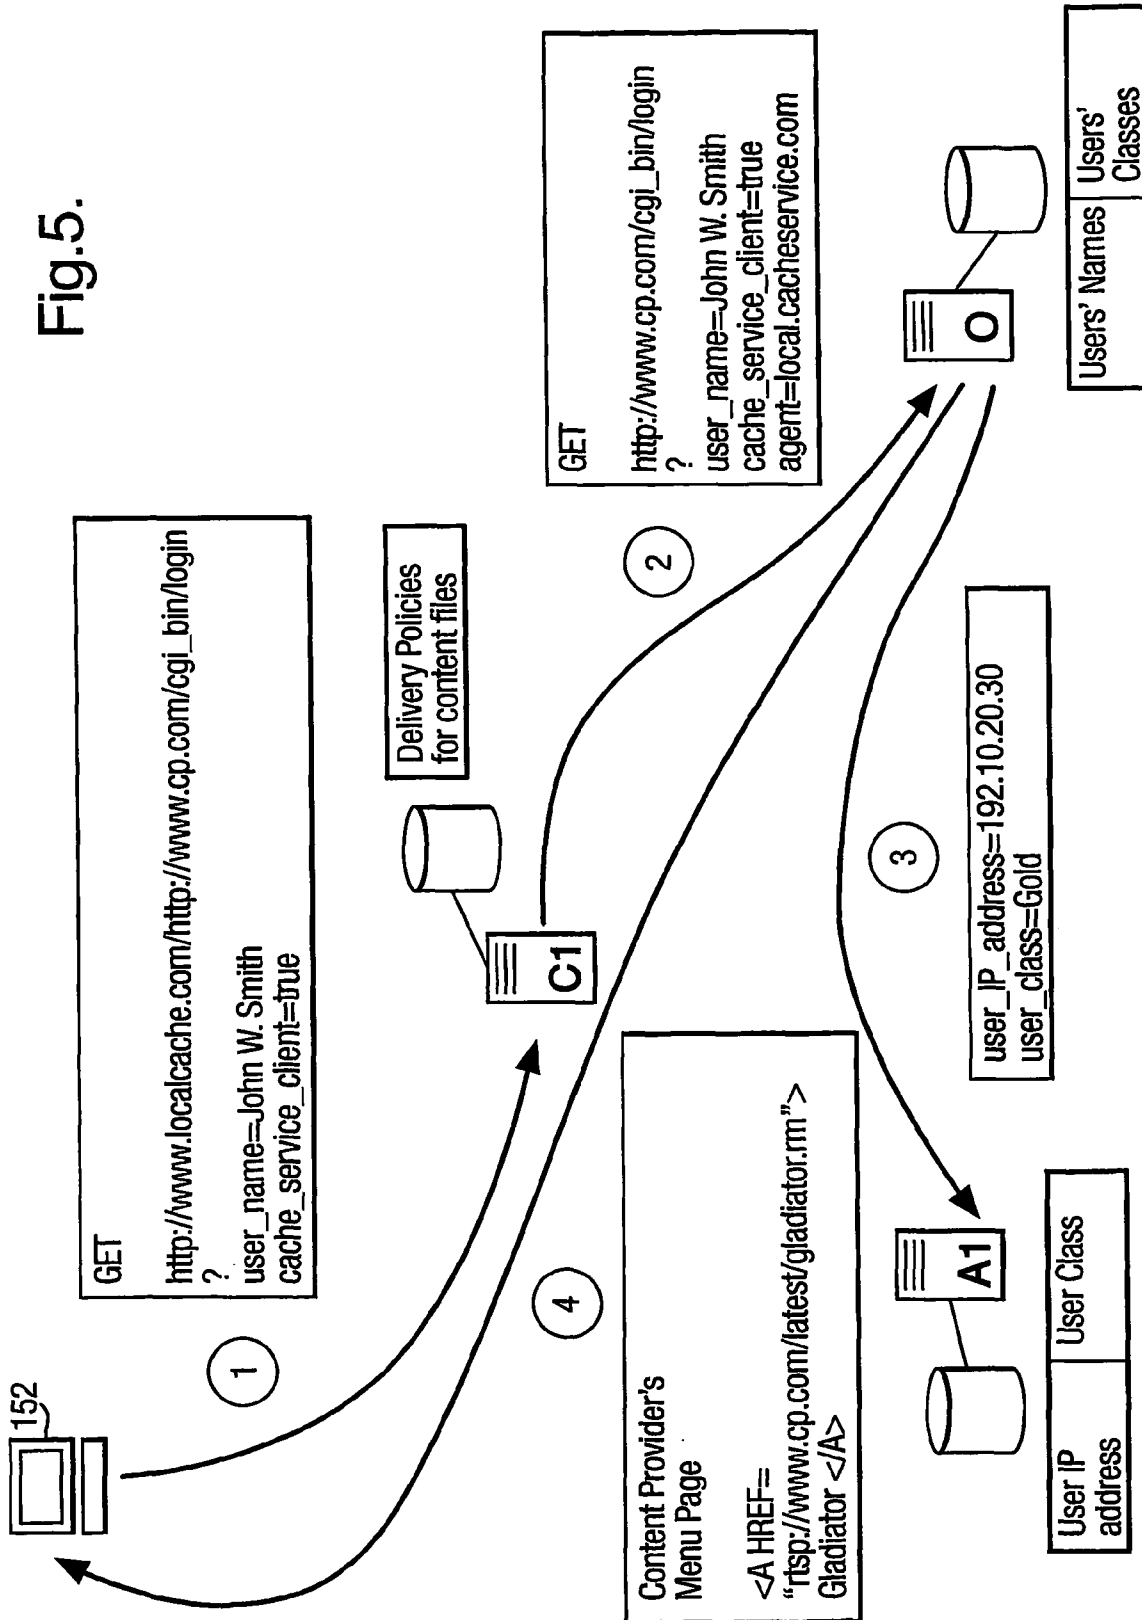 Fig.5.
152
1
GET
http://www.localcache.com/http://www.cp.com/cgi_bin/login
?
user_name=John W. Smith
cache_service_client=true
Delivery Policies
for content files
C1
2
GET
http://www.cp.com/cgi_bin/login
?
user_name=John W. Smith
cache_service_client=true
agent=local.cacheservice.com
4
Content Provider's
Menu Page
<A HREF=
“rtsp://www.cp.com/latest/gladiator.rm”>
Gladiator </A>
3
user_IP_address=192.10.20.30
user_class=Gold
O
Users' Names
Users'
Classes
A1
User IP
address
User Class